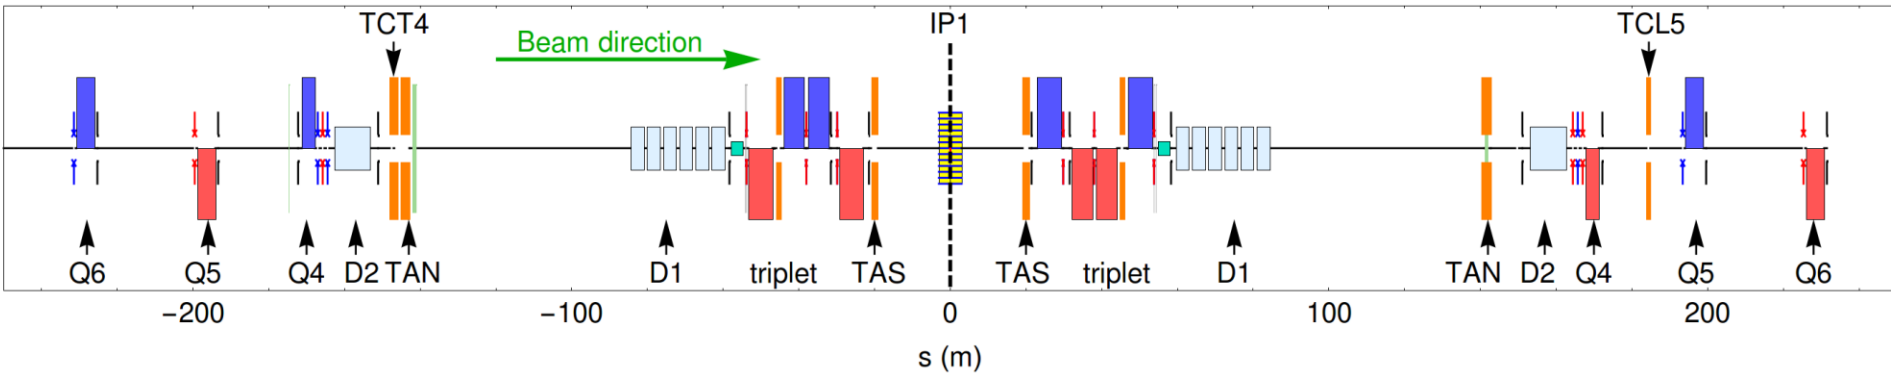 TCT4 IP1 TCL5
Beam direction
Q6 Q5 Q4 D2 TAN D1 triplet TAS TAS triplet D1 TAN D2 Q4 Q5 Q6
−200 −100 0 100 200
s (m)